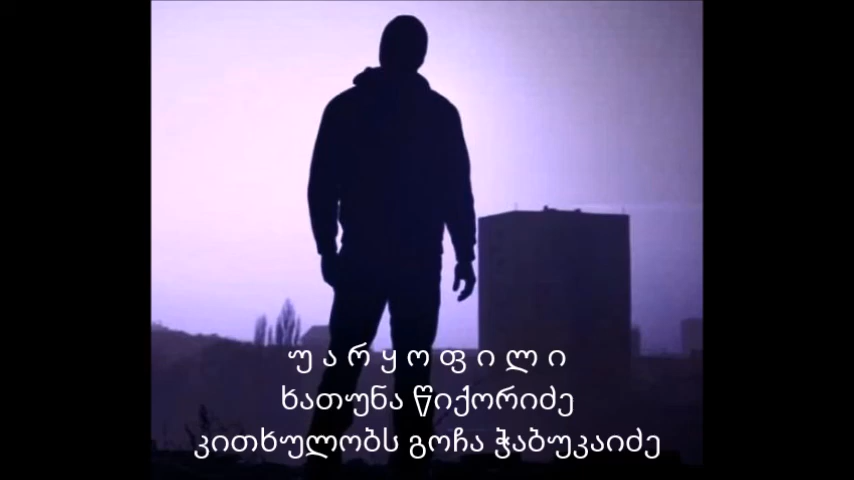 უ ა რ ყ ო ფ ი ლ ი
ხათუნა წიქორიძე
კითხულობს გოჩა ჭაბუკაიძე